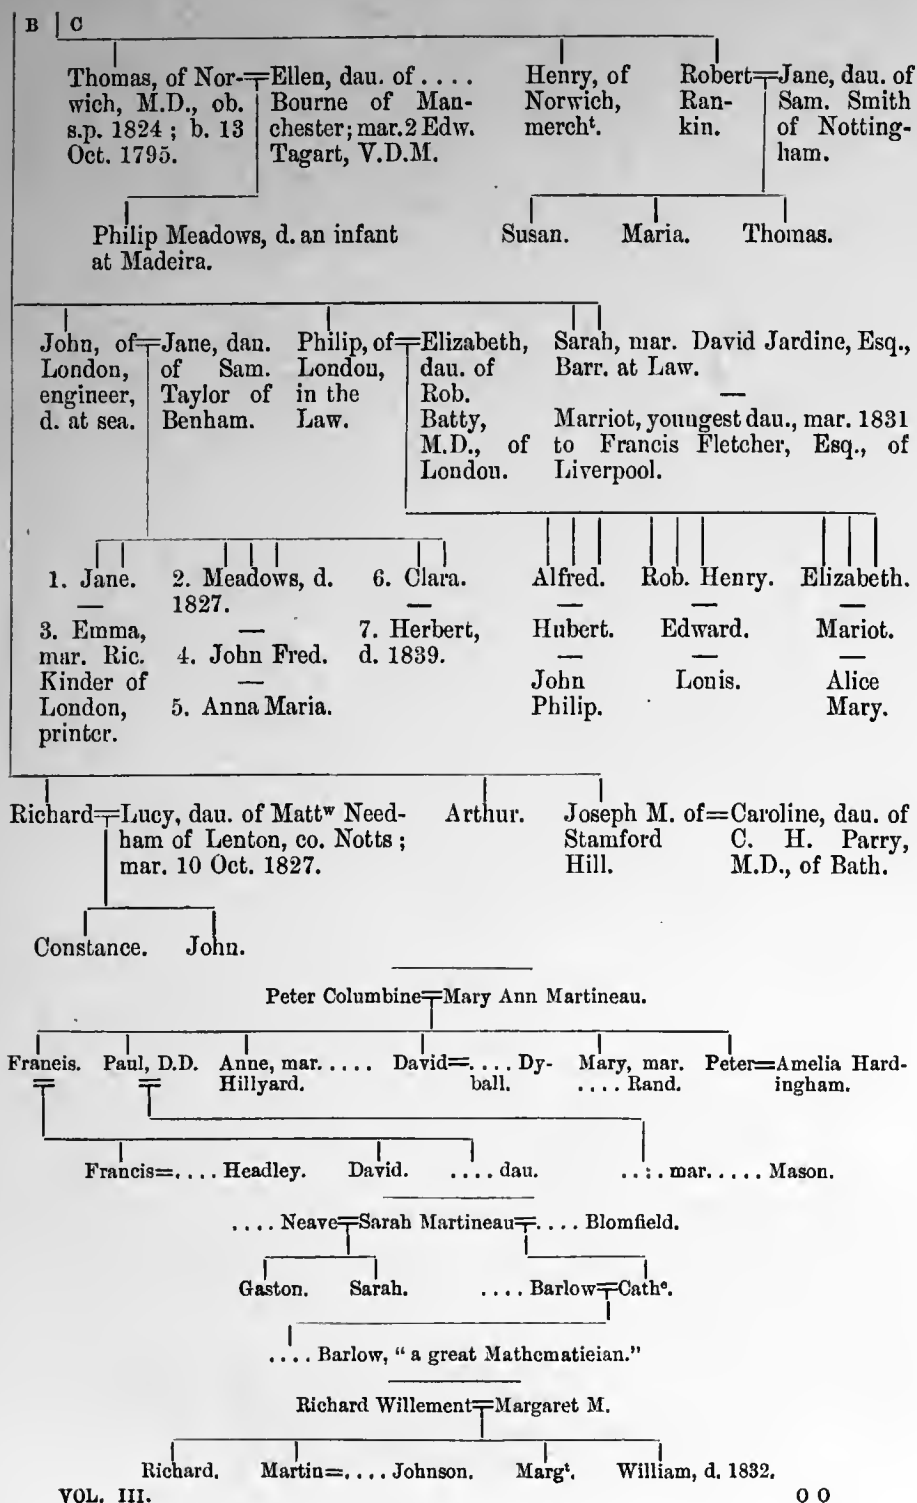 B | C
Thomas, of Nor-=Ellen, dau. of . . . .
wich, M.D., ob. Bourne of Man-
s.p. 1824 ; b. 13 chester; mar. 2 Edw.
Oct. 1795. Tagart, V.D.M.
Henry, of
Norwich,
mercht.
Robert=Jane, dau. of
Ran- Sam. Smith
kin. of Notting-
ham.
Philip Meadows, d. an infant
at Madeira.
Susan. Maria. Thomas.
John, of=Jane, dau.
London, of Sam.
engineer, Taylor of
d. at sea. Benham.
Philip, of=Elizabeth,
London, dau. of
in the Rob.
Law. Batty,
M.D., of
London.
Sarah, mar. David Jardine, Esq.,
Barr. at Law.
—
Marriot, youngest dau., mar. 1831
to Francis Fletcher, Esq., of
Liverpool.
1. Jane.
—
3. Emma,
mar. Ric.
Kinder of
London,
printer.
2. Meadows, d.
1827.
—
4. John Fred.
—
5. Anna Maria.
6. Clara.
—
7. Herbert,
d. 1839.
Alfred.
—
Hubert.
—
John
Philip.
Rob. Henry.
—
Edward.
—
Louis.
Elizabeth.
—
Mariot.
—
Alice
Mary.
Richard=Lucy, dau. of Mattw Need-
ham of Lenton, co. Notts ;
mar. 10 Oct. 1827.
Arthur.
Joseph M. of=Caroline, dau. of
Stamford C. H. Parry,
Hill. M.D., of Bath.
Constance. John.
Peter Columbine=Mary Ann Martineau.
Francis. Paul, D.D. Anne, mar. . . . . . David=. . . . Dy- Mary, mar. Peter=Amelia Hard-
Hillyard. ball. . . . . Rand. ingham.
Francis=. . . . Headley. David. . . . . dau. . . : . mar. . . . . . Mason.
. . . . Neave=Sarah Martineau=. . . . Blomfield.
Gaston. Sarah. . . . . Barlow=Cathe.
. . . . Barlow, “ a great Mathematician.”
Richard Willement=Margaret M.
Richard. Martin=. . . . Johnson. Margt. William, d. 1832.
VOL. III. O O